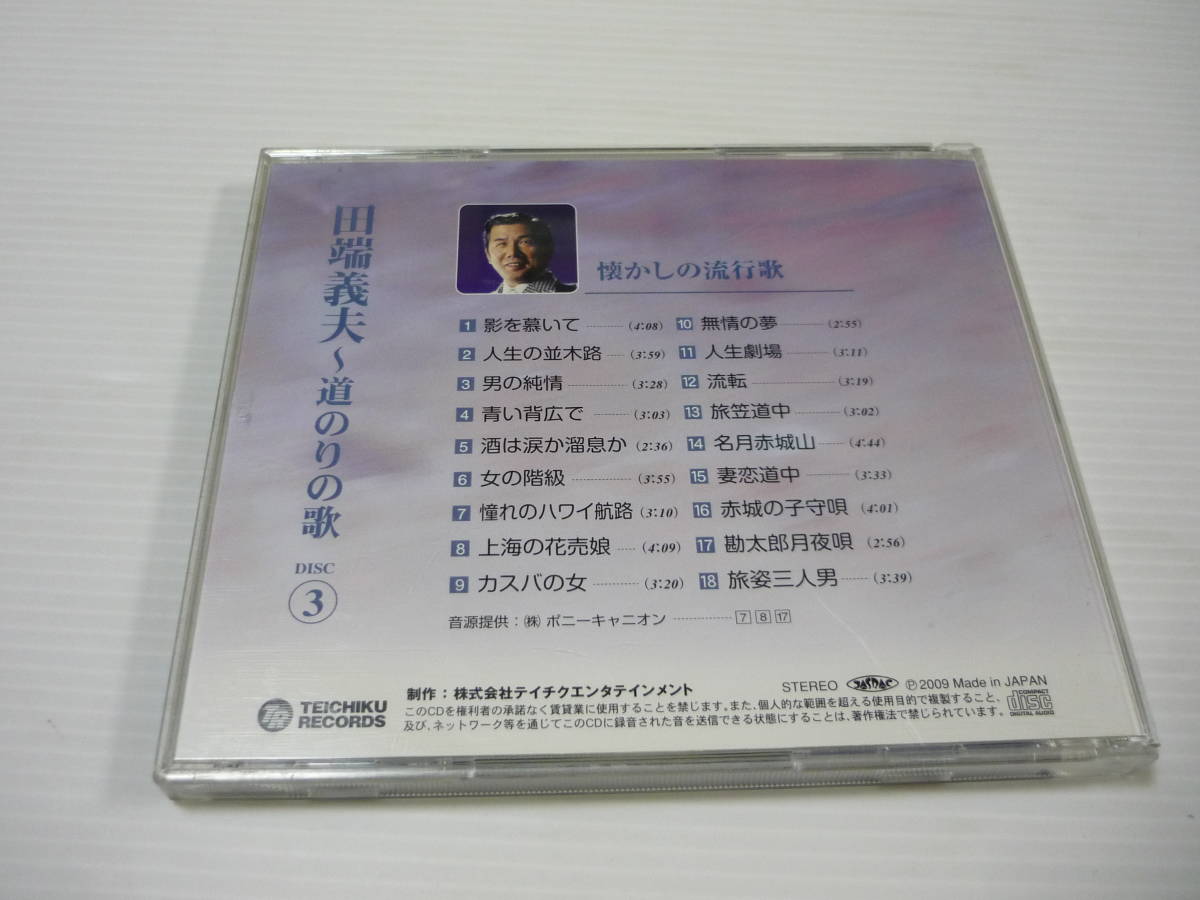 田端義夫～道のりの歌
DISC
3
懐かしの流行歌
1 影を慕いて (4:08)
2 人生の並木路 (3:59)
3 男の純情 (3:28)
4 青い背広で (3:03)
5 酒は涙か溜息か (2:36)
6 女の階級 (3:55)
7 憧れのハワイ航路 (3:10)
8 上海の花売娘 (4:09)
9 カスバの女 (3:20)
10 無情の夢 (2:55)
11 人生劇場 (3:11)
12 流転 (3:19)
13 旅笠道中 (3:02)
14 名月赤城山 (4:44)
15 妻恋道中 (3:33)
16 赤城の子守唄 (4:01)
17 勘太郎月夜唄 (2:56)
18 旅姿三人男 (3:39)
音源提供：㈱ ポニーキャニオン 7 8 17
TEICHIKU
RECORDS
制作：株式会社テイチクエンタテインメント
STEREO JASRAC ℗2009 Made in JAPAN
このCDを権利者の承諾なく賃貸業に使用することを禁じます。また、個人的な範囲を超える使用目的で複製すること、
及び、ネットワーク等を通じてこのCDに録音された音を送信できる状態にすることは、著作権法で禁じられています。
COMPACT
disc
DIGITAL AUDIO